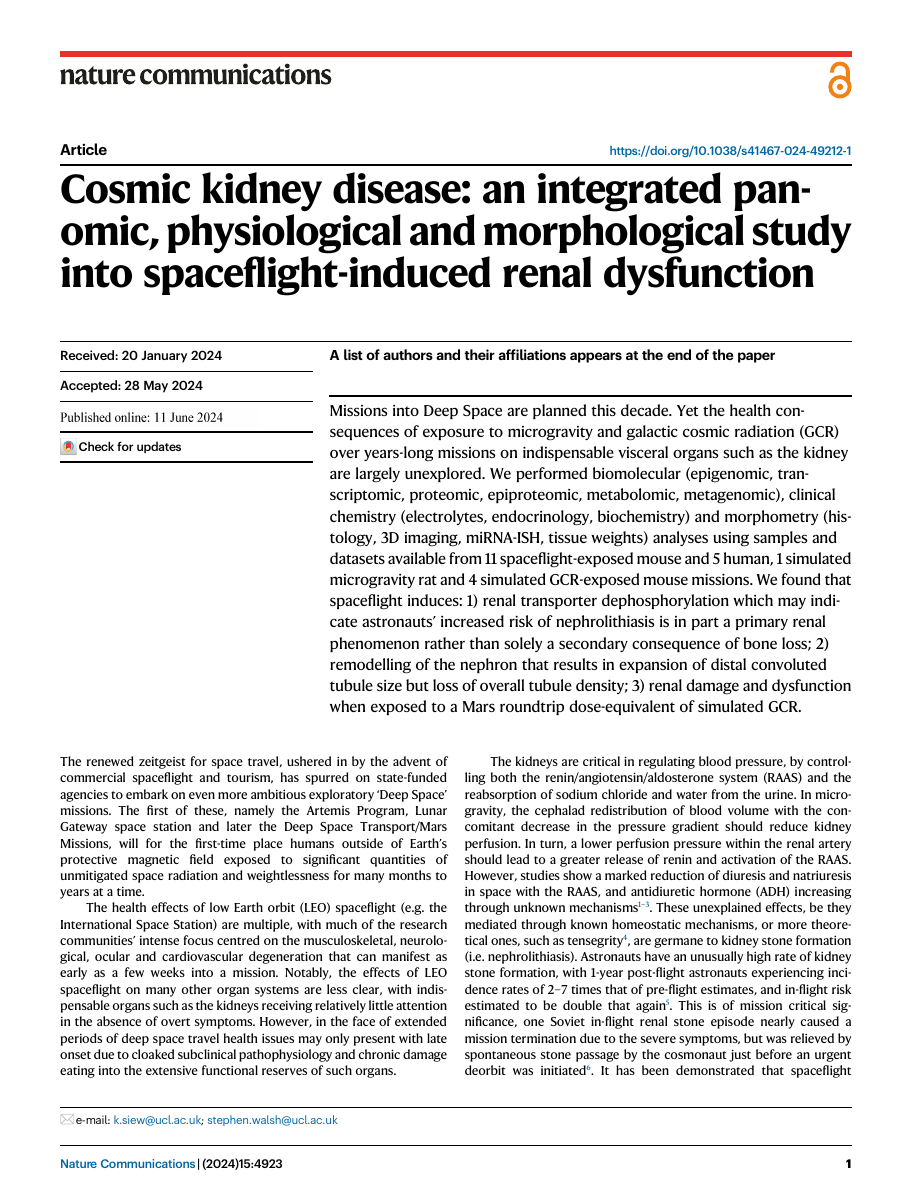 nature communications
Article
https://doi.org/10.1038/s41467-024-49212-1
Cosmic kidney disease: an integrated pan-
omic, physiological and morphological study
into spaceflight-induced renal dysfunction
Received: 20 January 2024
Accepted: 28 May 2024
Published online: 11 June 2024
Check for updates
A list of authors and their affiliations appears at the end of the paper
Missions into Deep Space are planned this decade. Yet the health con-
sequences of exposure to microgravity and galactic cosmic radiation (GCR)
over years-long missions on indispensable visceral organs such as the kidney
are largely unexplored. We performed biomolecular (epigenomic, tran-
scriptomic, proteomic, epiproteomic, metabolomic, metagenomic), clinical
chemistry (electrolytes, endocrinology, biochemistry) and morphometry (his-
tology, 3D imaging, miRNA-ISH, tissue weights) analyses using samples and
datasets available from 11 spaceflight-exposed mouse and 5 human, 1 simulated
microgravity rat and 4 simulated GCR-exposed mouse missions. We found that
spaceflight induces: 1) renal transporter dephosphorylation which may indi-
cate astronauts’ increased risk of nephrolithiasis is in part a primary renal
phenomenon rather than solely a secondary consequence of bone loss; 2)
remodelling of the nephron that results in expansion of distal convoluted
tubule size but loss of overall tubule density; 3) renal damage and dysfunction
when exposed to a Mars roundtrip dose-equivalent of simulated GCR.
The renewed zeitgeist for space travel, ushered in by the advent of
commercial spaceflight and tourism, has spurred on state-funded
agencies to embark on even more ambitious exploratory ‘Deep Space’
missions. The first of these, namely the Artemis Program, Lunar
Gateway space station and later the Deep Space Transport/Mars
Missions, will for the first-time place humans outside of Earth’s
protective magnetic field exposed to significant quantities of
unmitigated space radiation and weightlessness for many months to
years at a time.
The health effects of low Earth orbit (LEO) spaceflight (e.g. the
International Space Station) are multiple, with much of the research
communities’ intense focus centred on the musculoskeletal, neurolo-
gical, ocular and cardiovascular degeneration that can manifest as
early as a few weeks into a mission. Notably, the effects of LEO
spaceflight on many other organ systems are less clear, with indis-
pensable organs such as the kidneys receiving relatively little attention
in the absence of overt symptoms. However, in the face of extended
periods of deep space travel health issues may only present with late
onset due to cloaked subclinical pathophysiology and chronic damage
eating into the extensive functional reserves of such organs.
The kidneys are critical in regulating blood pressure, by control-
ling both the renin/angiotensin/aldosterone system (RAAS) and the
reabsorption of sodium chloride and water from the urine. In micro-
gravity, the cephalad redistribution of blood volume with the con-
comitant decrease in the pressure gradient should reduce kidney
perfusion. In turn, a lower perfusion pressure within the renal artery
should lead to a greater release of renin and activation of the RAAS.
However, studies show a marked reduction of diuresis and natriuresis
in space with the RAAS, and antidiuretic hormone (ADH) increasing
through unknown mechanisms1–3. These unexplained effects, be they
mediated through known homeostatic mechanisms, or more theore-
tical ones, such as tensegrity4, are germane to kidney stone formation
(i.e. nephrolithiasis). Astronauts have an unusually high rate of kidney
stone formation, with 1-year post-flight astronauts experiencing inci-
dence rates of 2–7 times that of pre-flight estimates, and in-flight risk
estimated to be double that again5. This is of mission critical sig-
nificance, one Soviet in-flight renal stone episode nearly caused a
mission termination due to the severe symptoms, but was relieved by
spontaneous stone passage by the cosmonaut just before an urgent
deorbit was initiated6. It has been demonstrated that spaceflight
e-mail: k.siew@ucl.ac.uk; stephen.walsh@ucl.ac.uk
Nature Communications | (2024)15:4923
1